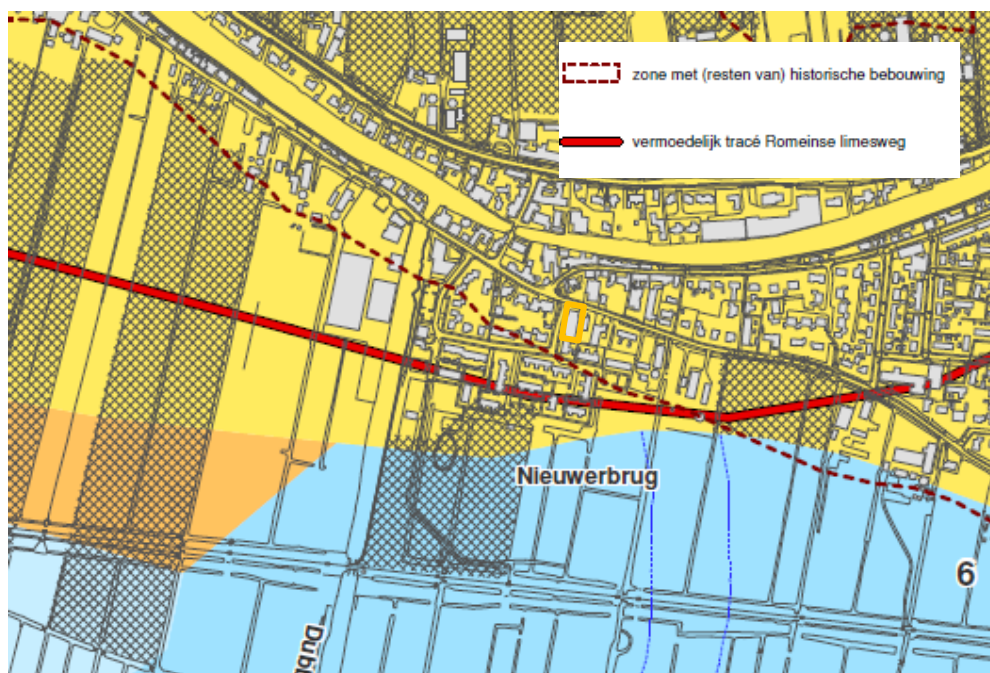 zone met (resten van) historische bebouwing
vermoedelijk tracé Romeinse limesweg
Nieuwerbrug
6